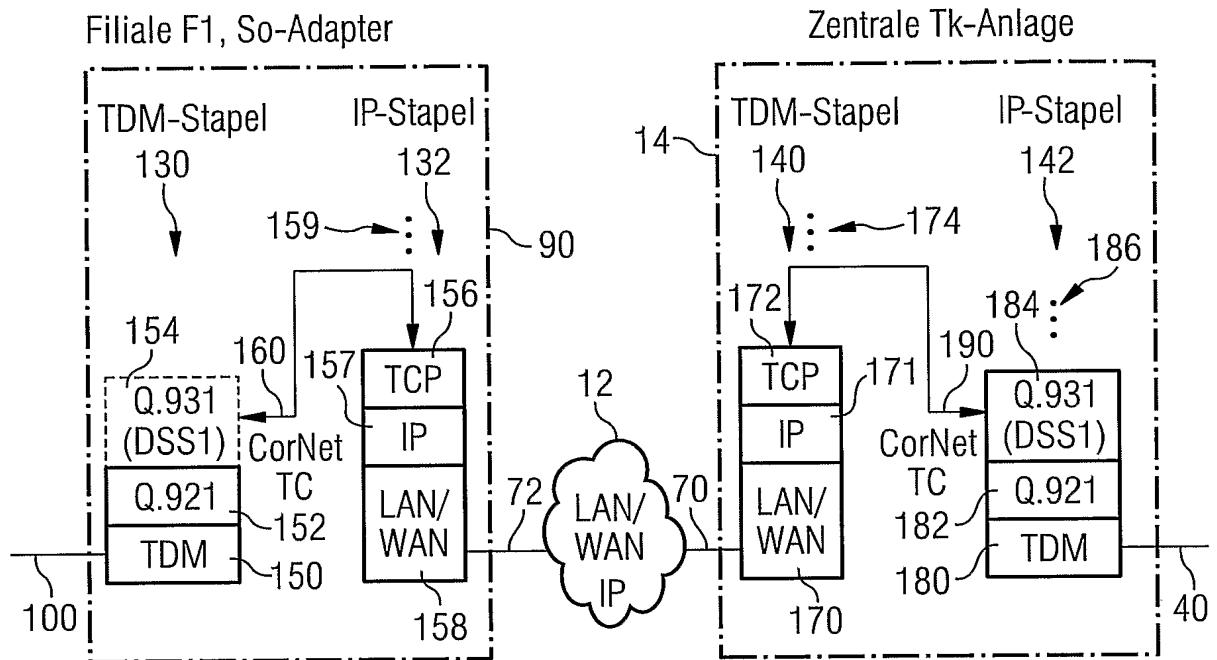 Filiale F1, So-Adapter
Zentrale Tk-Anlage
TDM-Stapel
IP-Stapel
TDM-Stapel
IP-Stapel
14
130
132
140
142
159
90
174
186
156
172
184
154
160
157
12
171
190
TCP
TCP
Q.931
(DSS1)
Q.931
(DSS1)
IP
IP
CorNet
TC
CorNet
TC
Q.921
152
LAN/
WAN
72
LAN/
WAN
IP
70
LAN/
WAN
182
Q.921
TDM
150
180
TDM
100
158
170
40